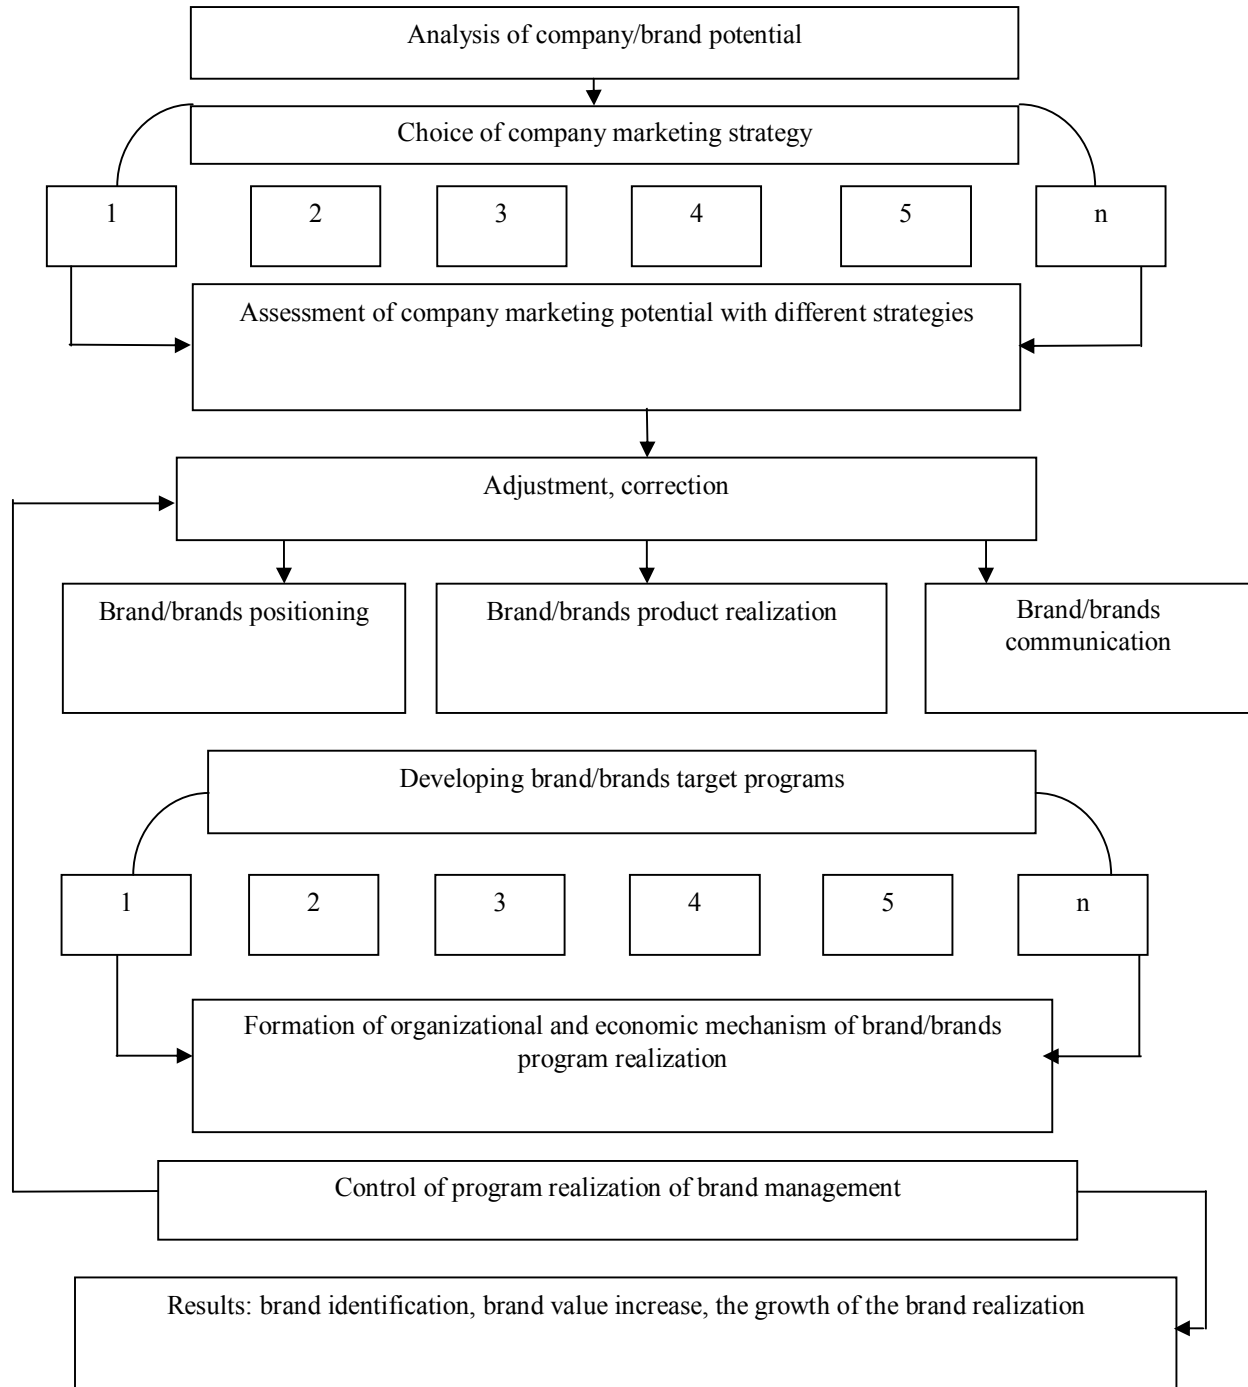 Analysis of company/brand potential
Choice of company marketing strategy
1
2
3
4
5
n
Assessment of company marketing potential with different strategies
Adjustment, correction
Brand/brands positioning
Brand/brands product realization
Brand/brands
communication
Developing brand/brands target programs
1
2
3
4
5
n
Formation of organizational and economic mechanism of brand/brands
program realization
Control of program realization of brand management
Results: brand identification, brand value increase, the growth of the brand realization